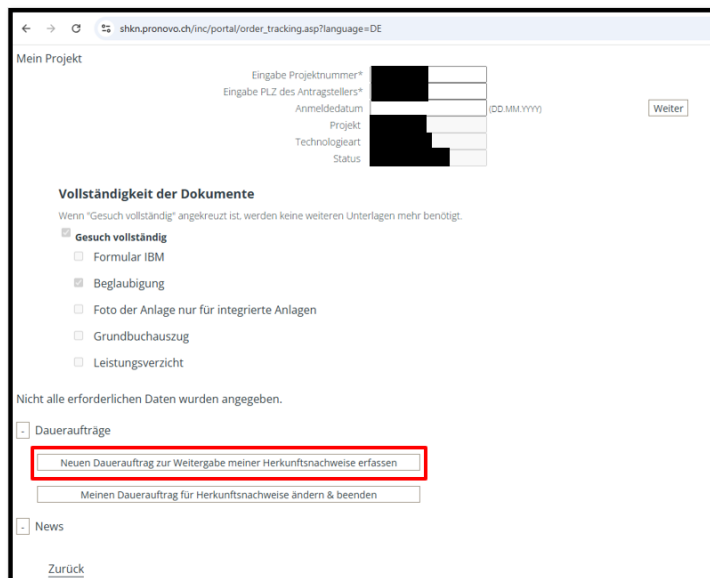 shkn.pronovo.ch/inc/portal/order_tracking.asp?language=DE
Mein Projekt
Eingabe Projektnummer*
Eingabe PLZ des Antragstellers*
Anmeldedatum (DD.MM.YYYY) Weiter
Projekt
Technologieart
Status
Vollständigkeit der Dokumente
Wenn "Gesuch vollständig" angekreuzt ist, werden keine weiteren Unterlagen mehr benötigt.
Gesuch vollständig
Formular IBM
Beglaubigung
Foto der Anlage nur für integrierte Anlagen
Grundbuchauszug
Leistungsverzicht
Nicht alle erforderlichen Daten wurden angegeben.
- Daueraufträge
Neuen Dauerauftrag zur Weitergabe meiner Herkunftsnachweise erfassen
Meinen Dauerauftrag für Herkunftsnachweise ändern & beenden
- News
Zurück